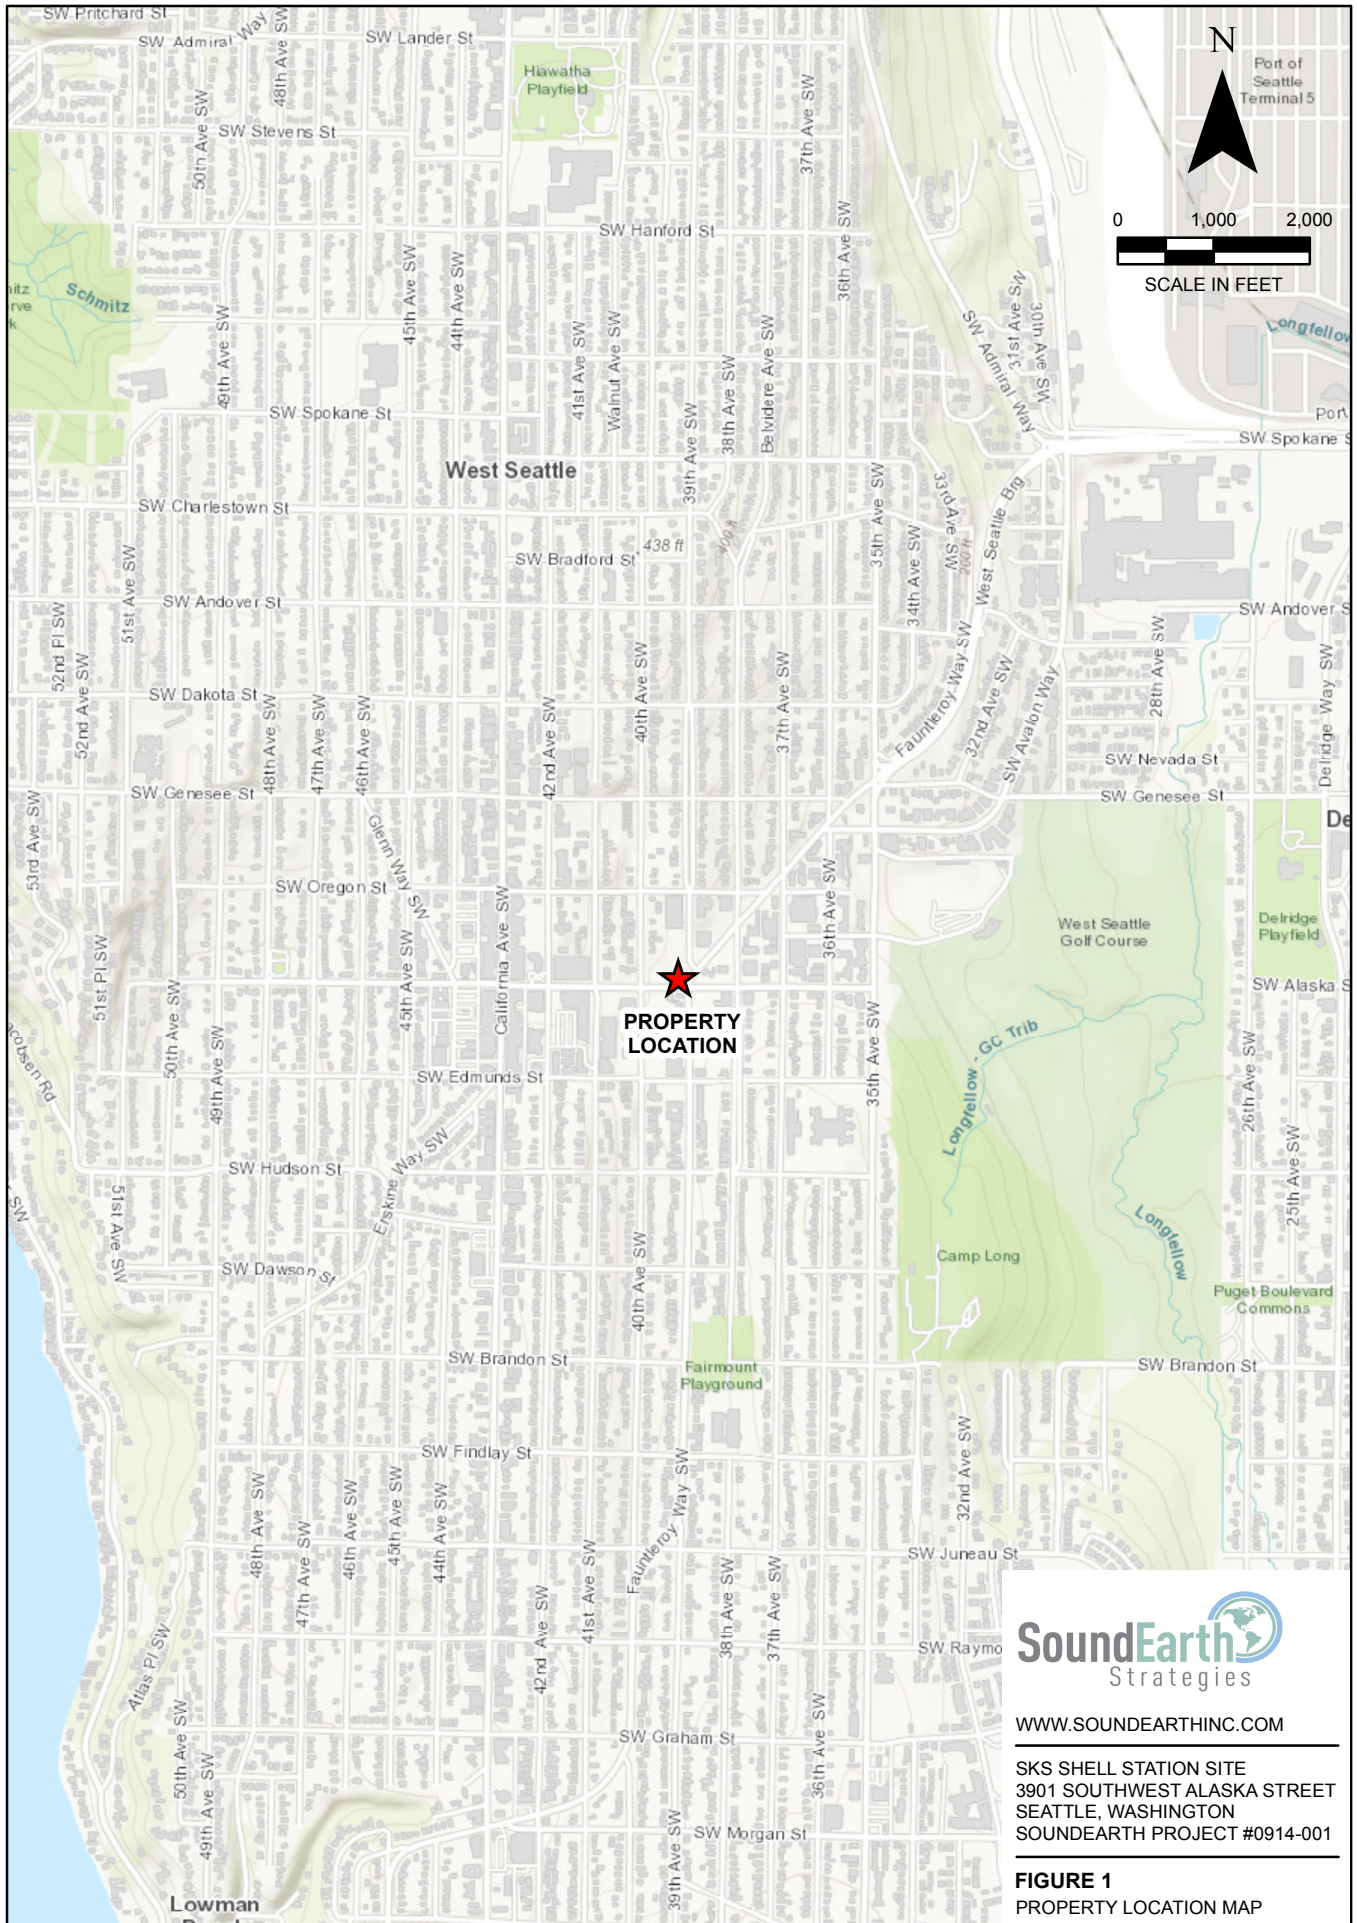 SW Pritchard St
SW Admiral Way
48th Ave SW
SW Lander St
50th Ave SW
SW Stevens St
Hiawatha
Playfield
37th Ave SW
N
Port of
Seattle
Terminal 5
0 1,000 2,000
SCALE IN FEET
SW Hanford St
36th Ave SW
45th Ave SW
44th Ave SW
Schmitz
49th Ave SW
41st Ave SW
Walnut Ave SW
38th Ave SW
Belvidere Ave SW
SW Admiral Way
31st Ave SW
30th Ave SW
Longfellow
SW Spokane St
39th Ave SW
Port
SW Spokane S
West Seattle
SW Charlestown St
35th Ave SW
33rd Ave SW
200 ft
West Seattle Brg
SW Bradford St
438 ft
400 ft
34th Ave SW
51st Ave SW
SW Andover St
SW Andover S
52nd Pl SW
52nd Ave SW
SW Dakota St
48th Ave SW
47th Ave SW
46th Ave SW
42nd Ave SW
40th Ave SW
37th Ave SW
Fauntleroy Way SW
32nd Ave SW
SW Avalon Way
28th Ave SW
Delridge Way SW
SW Nevada St
SW Genesee St
SW Genesee St
De
53rd Ave SW
Glenn Way SW
SW Oregon St
California Ave SW
36th Ave SW
West Seattle
Golf Course
Delridge
Playfield
51st Pl SW
50th Ave SW
45th Ave SW
SW Alaska S
PROPERTY
LOCATION
35th Ave SW
Longfellow - GC Trib
acobsen Rd
49th Ave SW
SW Edmunds St
26th Ave SW
25th Ave SW
SW Hudson St
Erskine Way SW
51st Ave SW
SW
SW Dawson St
40th Ave SW
Camp Long
Longfellow
Puget Boulevard
Commons
SW Brandon St
Fairmount
Playground
SW Brandon St
SW Findlay St
Fauntleroy Way SW
32nd Ave SW
48th Ave SW
47th Ave SW
46th Ave SW
45th Ave SW
44th Ave SW
42nd Ave SW
41st Ave SW
38th Ave SW
37th Ave SW
SW Juneau St
SW Raymo
Atlas Pl SW
50th Ave SW
49th Ave SW
SW Graham St
36th Ave SW
39th Ave SW
SW Morgan St
Lowman
SoundEarth
Strategies
WWW.SOUNDEARTHINC.COM
SKS SHELL STATION SITE
3901 SOUTHWEST ALASKA STREET
SEATTLE, WASHINGTON
SOUNDEARTH PROJECT #0914-001
FIGURE 1
PROPERTY LOCATION MAP